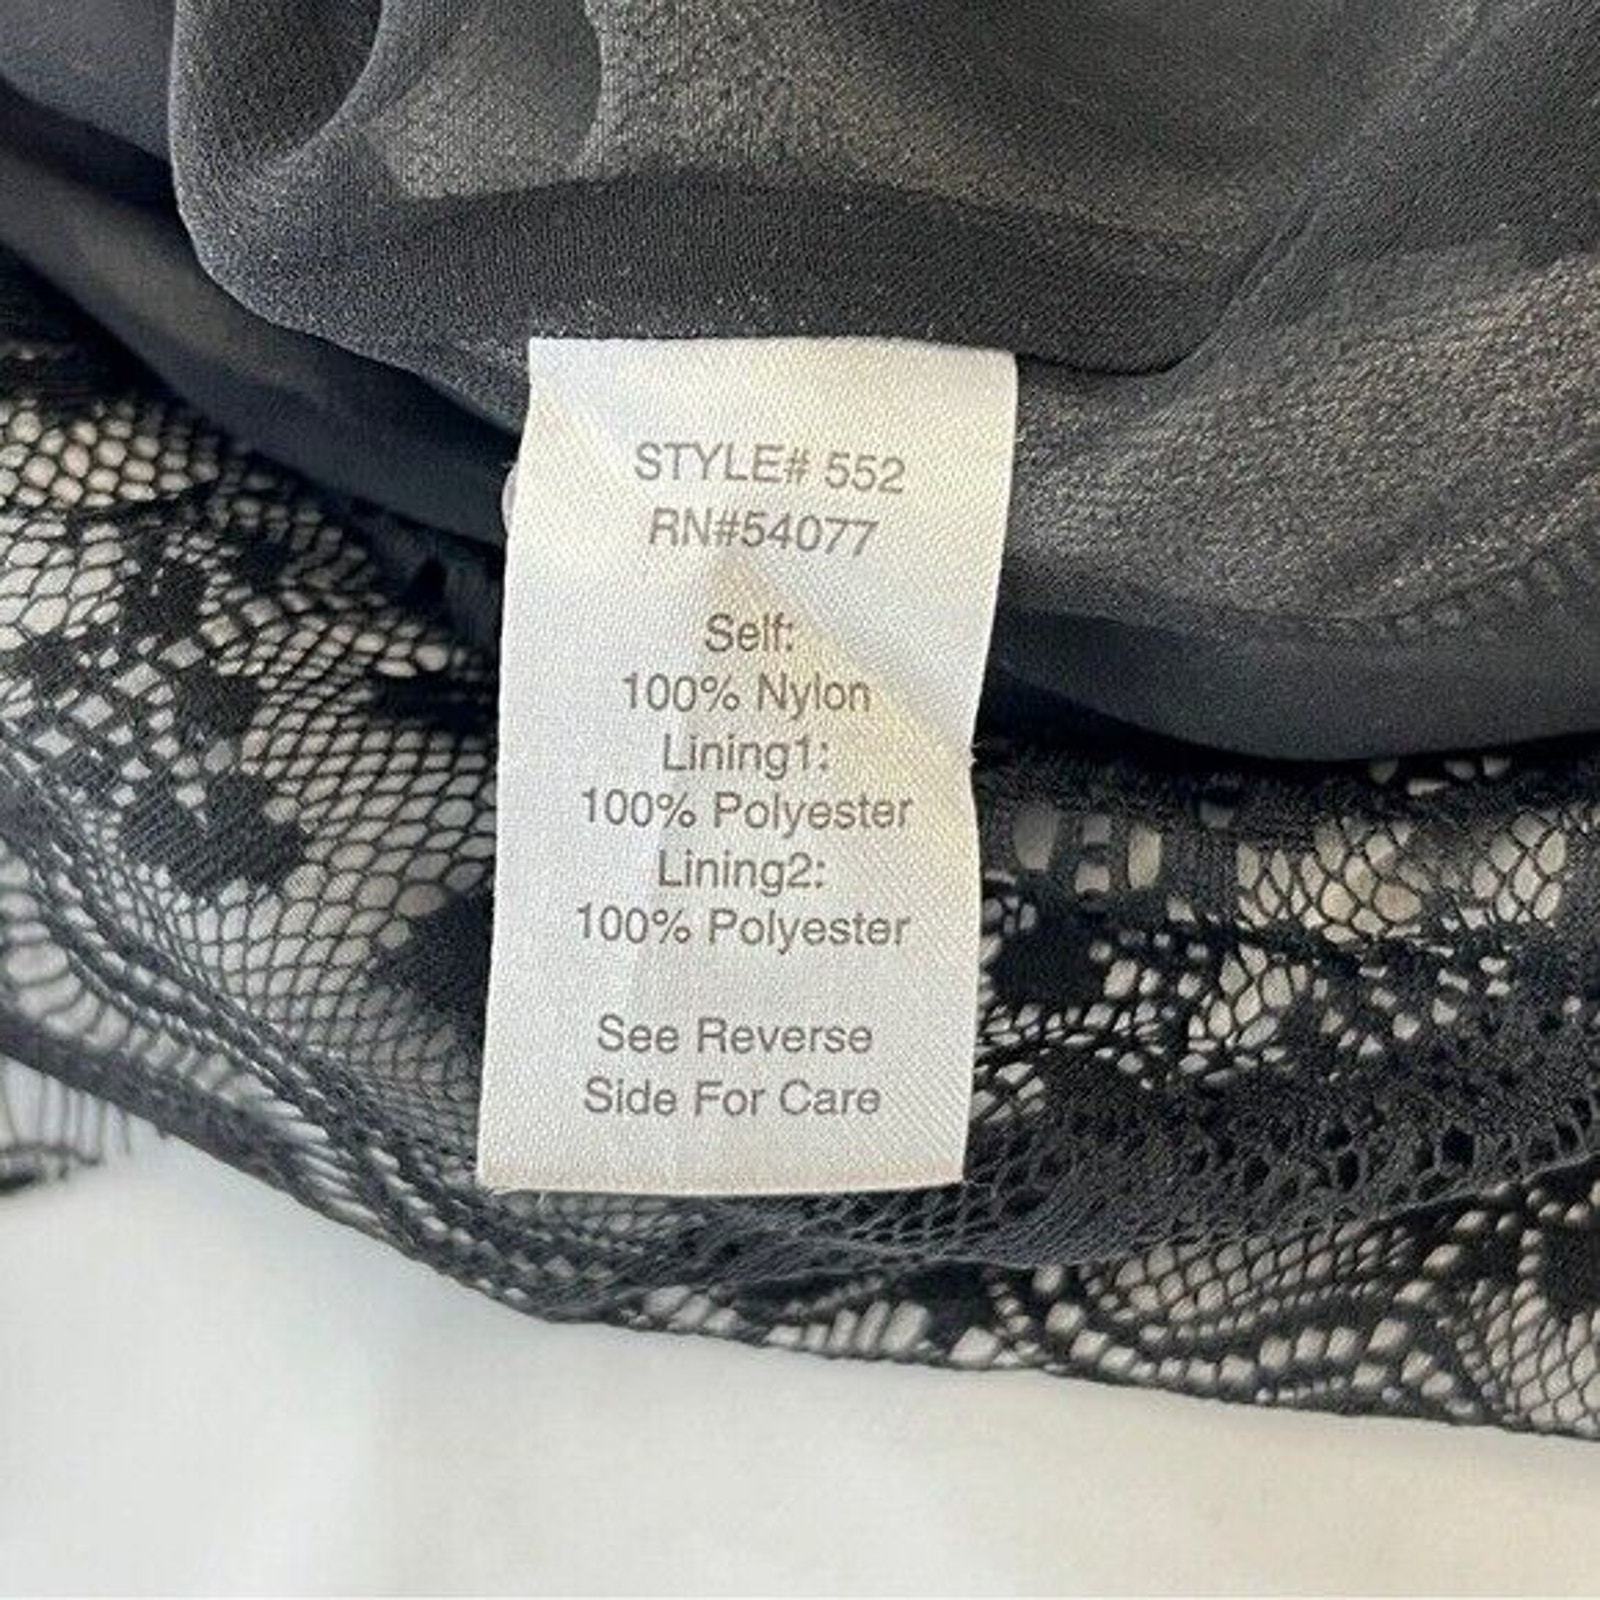 STYLE# 552
RN#54077
Self:
100% Nylon
Lining1:
100% Polyester
Lining2:
100% Polyester
See Reverse
Side For Care